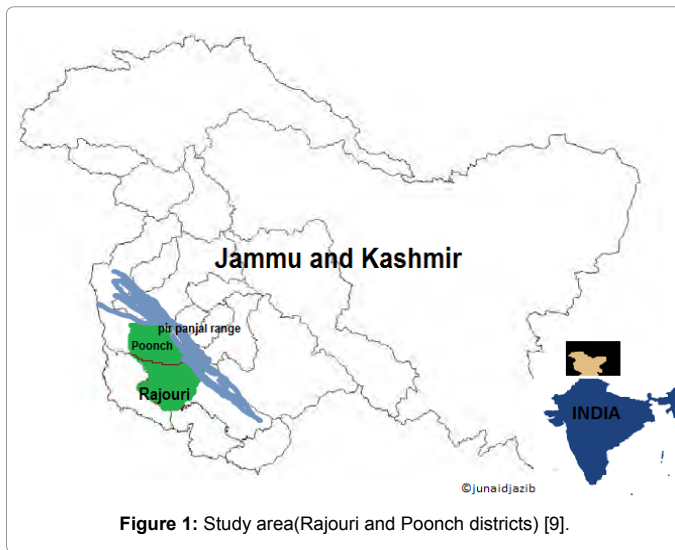 Jammu and Kashmir
pir panjal range
Poonch
Rajouri
INDIA
©junaidjazib
Figure 1: Study area(Rajouri and Poonch districts) [9].